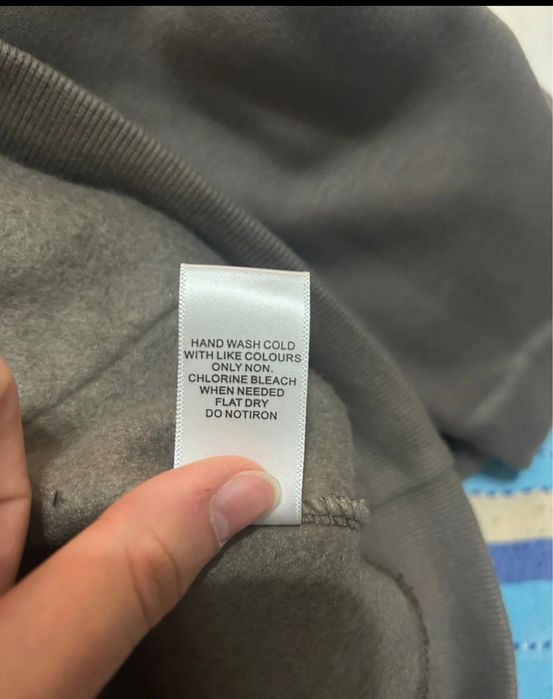 HAND WASH COLD
WITH LIKE COLOURS
ONLY NON.
CHLORINE BLEACH
WHEN NEEDED
FLAT DRY
DO NOTIRON